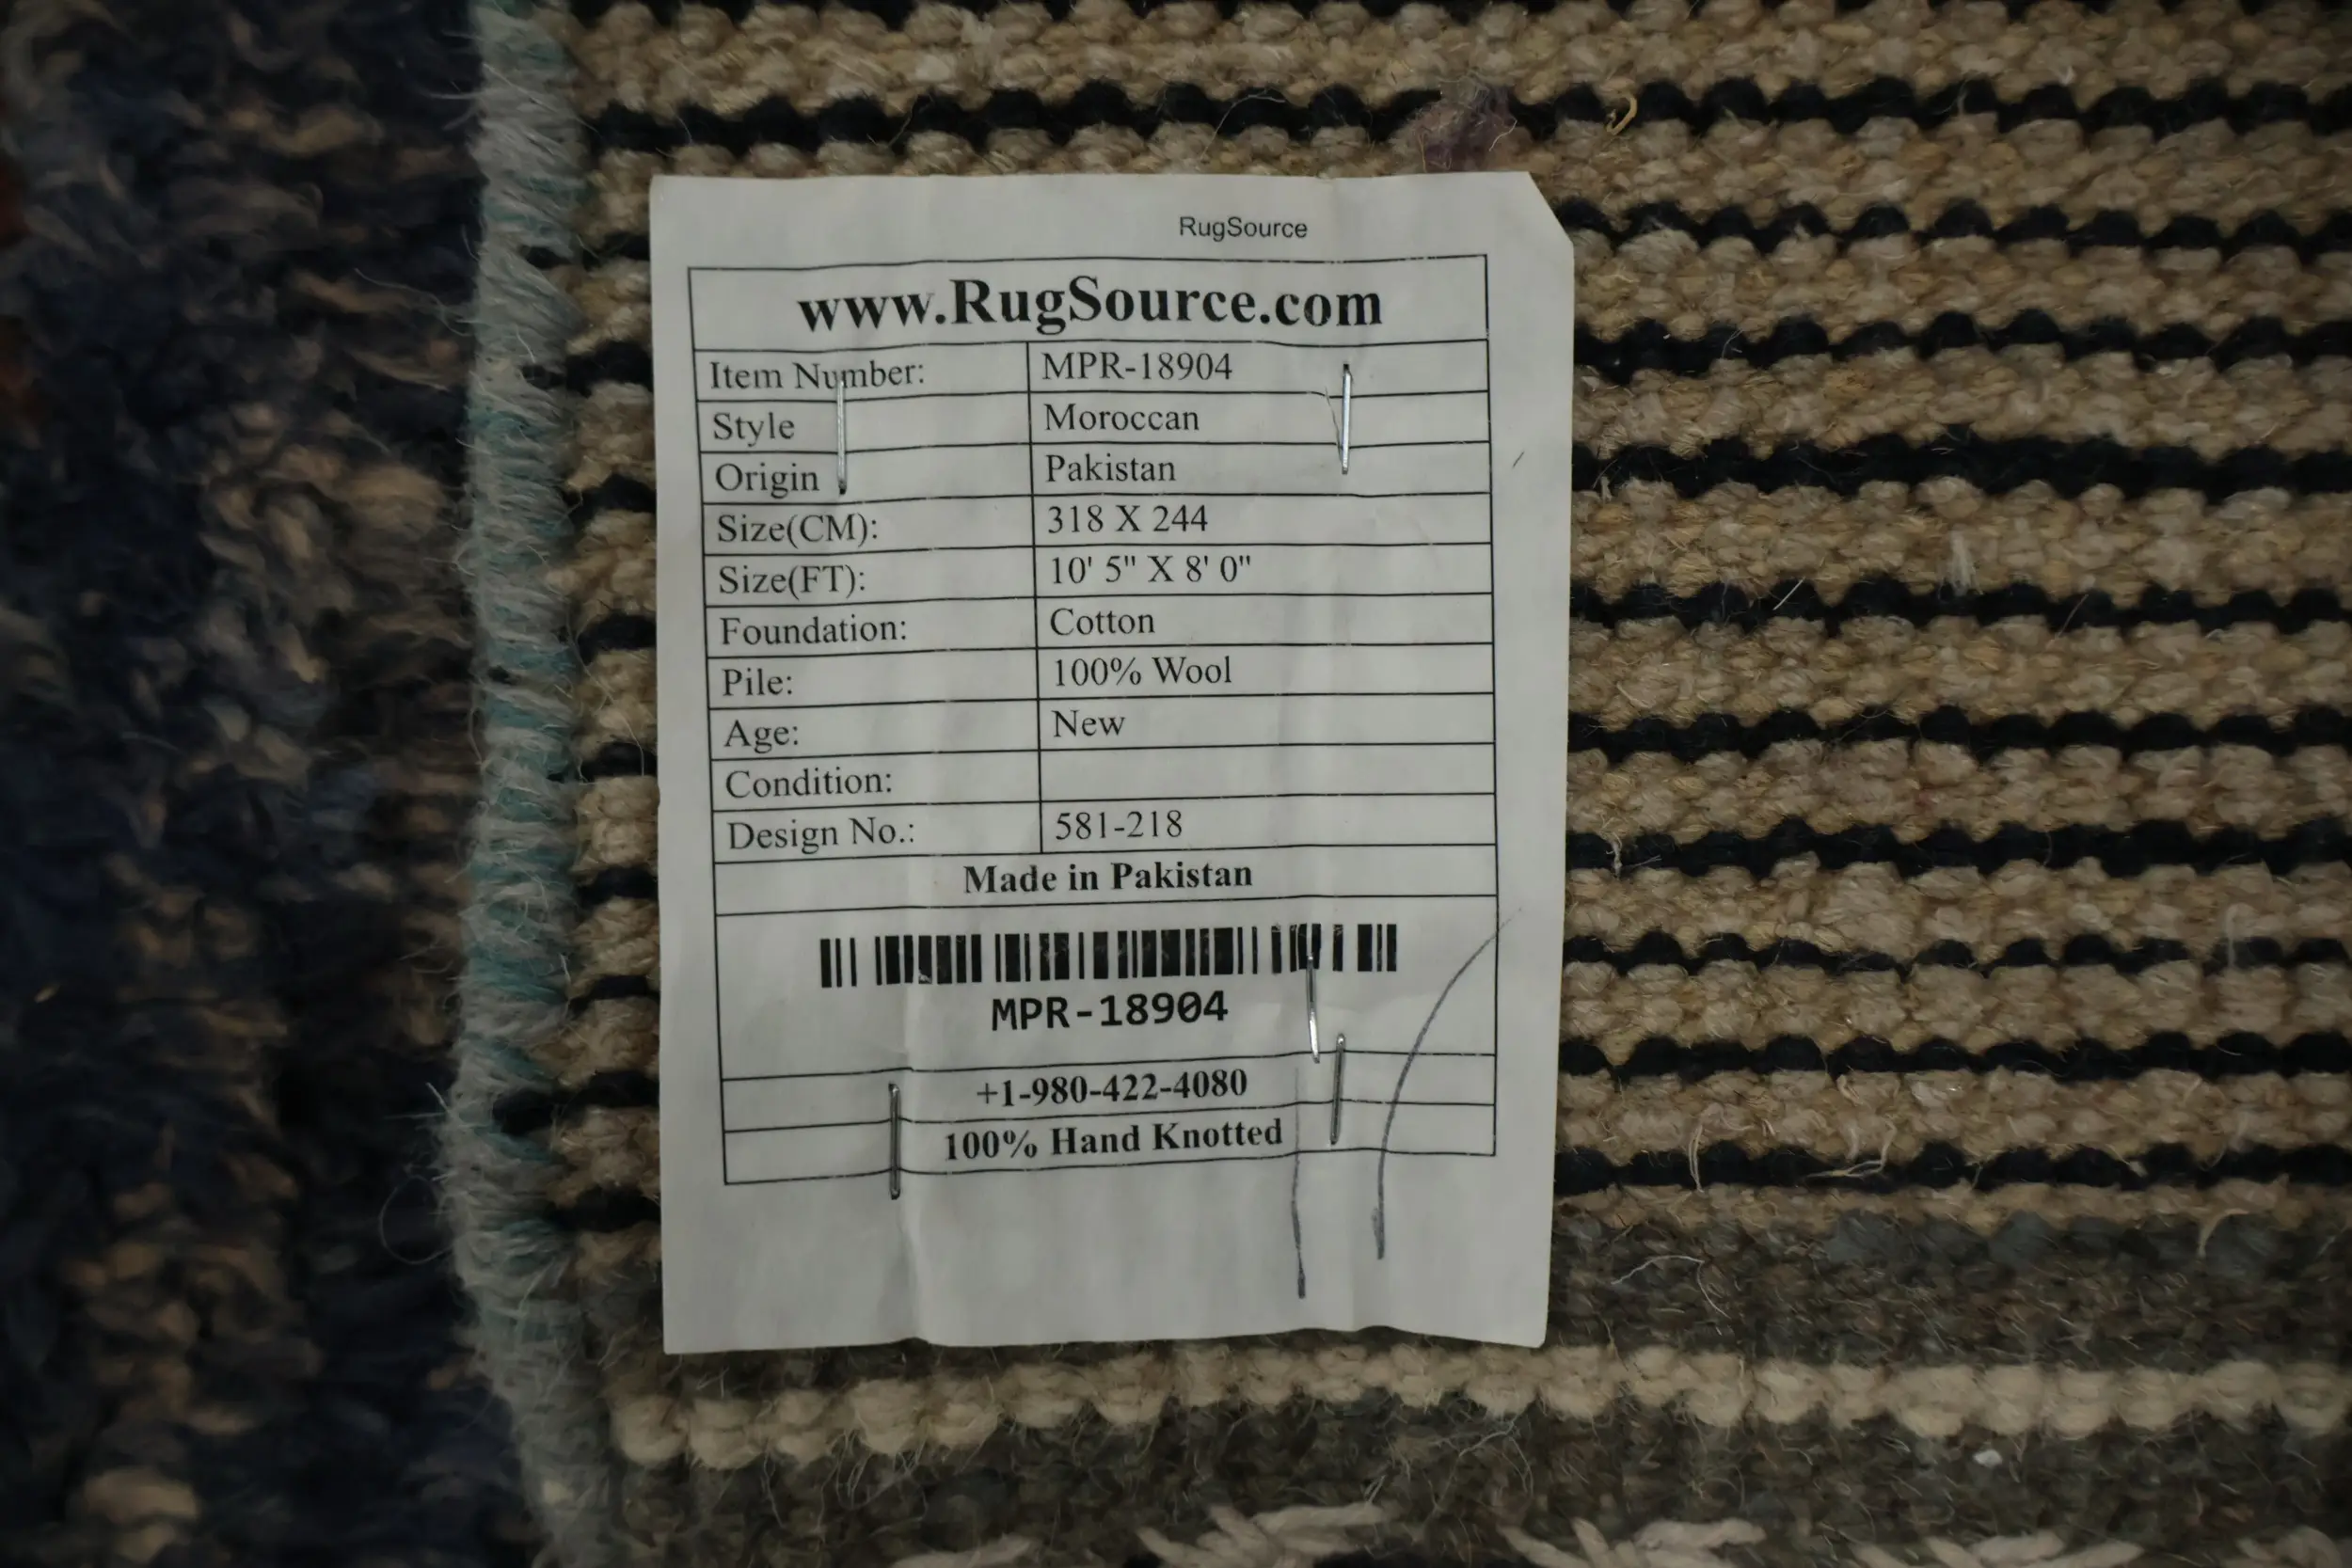 RugSource
www.RugSource.com
Item Number: MPR-18904
Style Moroccan
Origin Pakistan
Size(CM): 318 X 244
Size(FT): 10' 5" X 8' 0"
Foundation: Cotton
Pile: 100% Wool
Age: New
Condition:
Design No.: 581-218
Made in Pakistan
MPR-18904
+1-980-422-4080
100% Hand Knotted